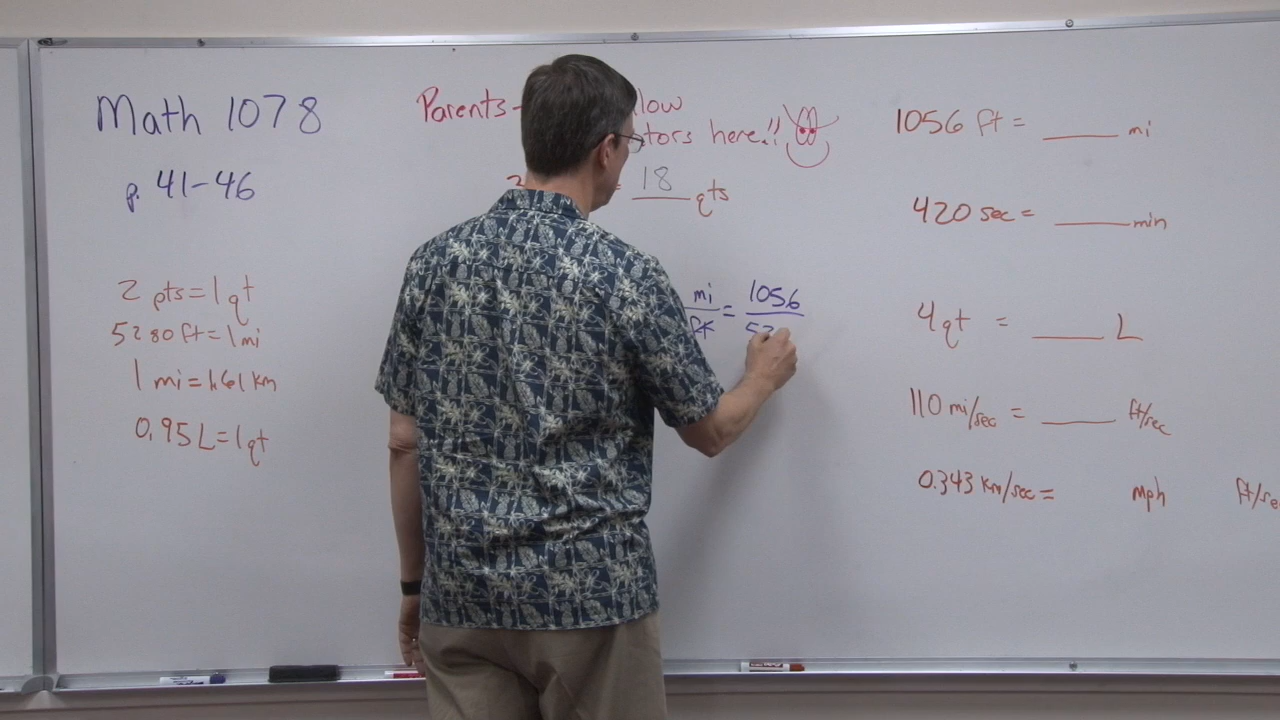 Math 1078
p. 41-46
2 pts = 1 qt
5280 ft = 1 mi
1 mi = 1.61 km
0.95 L = 1 qt
Parents- low
tors here!!
= 18 qts
mi = 1056
ft 52
1056 ft = ____ mi
420 sec = ____ min
4 qt = ____ L
110 mi/sec = ____ ft/sec
0.343 km/sec = mph ft/se